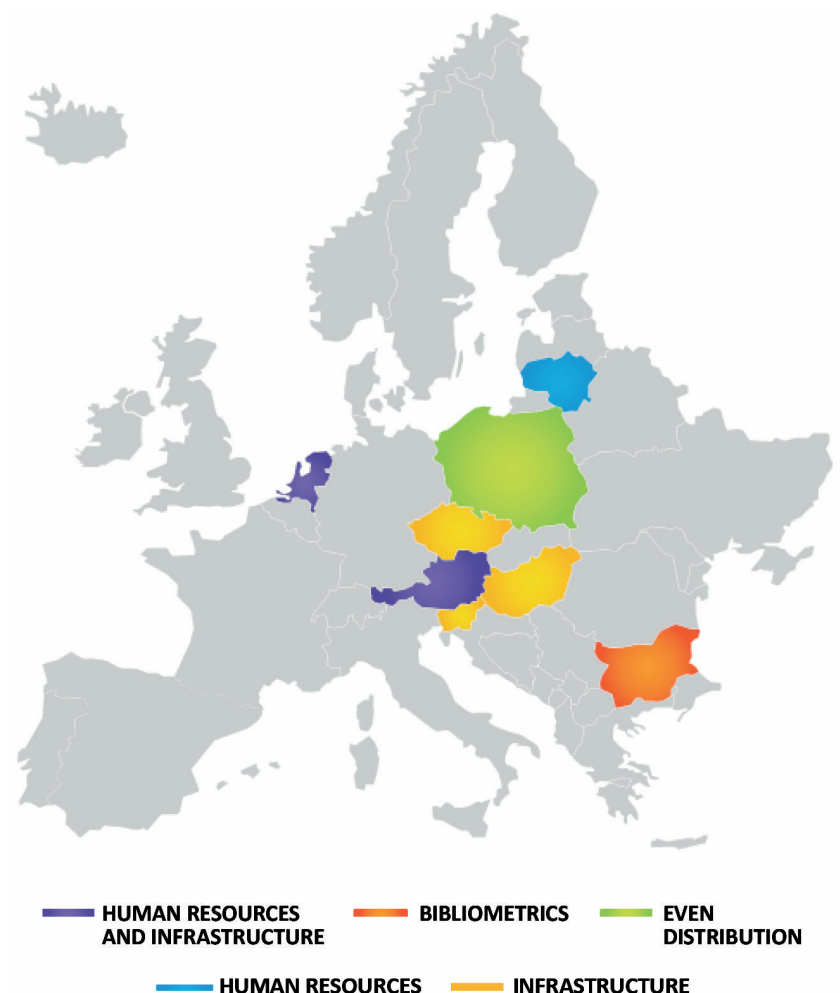 HUMAN RESOURCES
AND INFRASTRUCTURE
BIBLIOMETRICS
EVEN
DISTRIBUTION
HUMAN RESOURCES
INFRASTRUCTURE